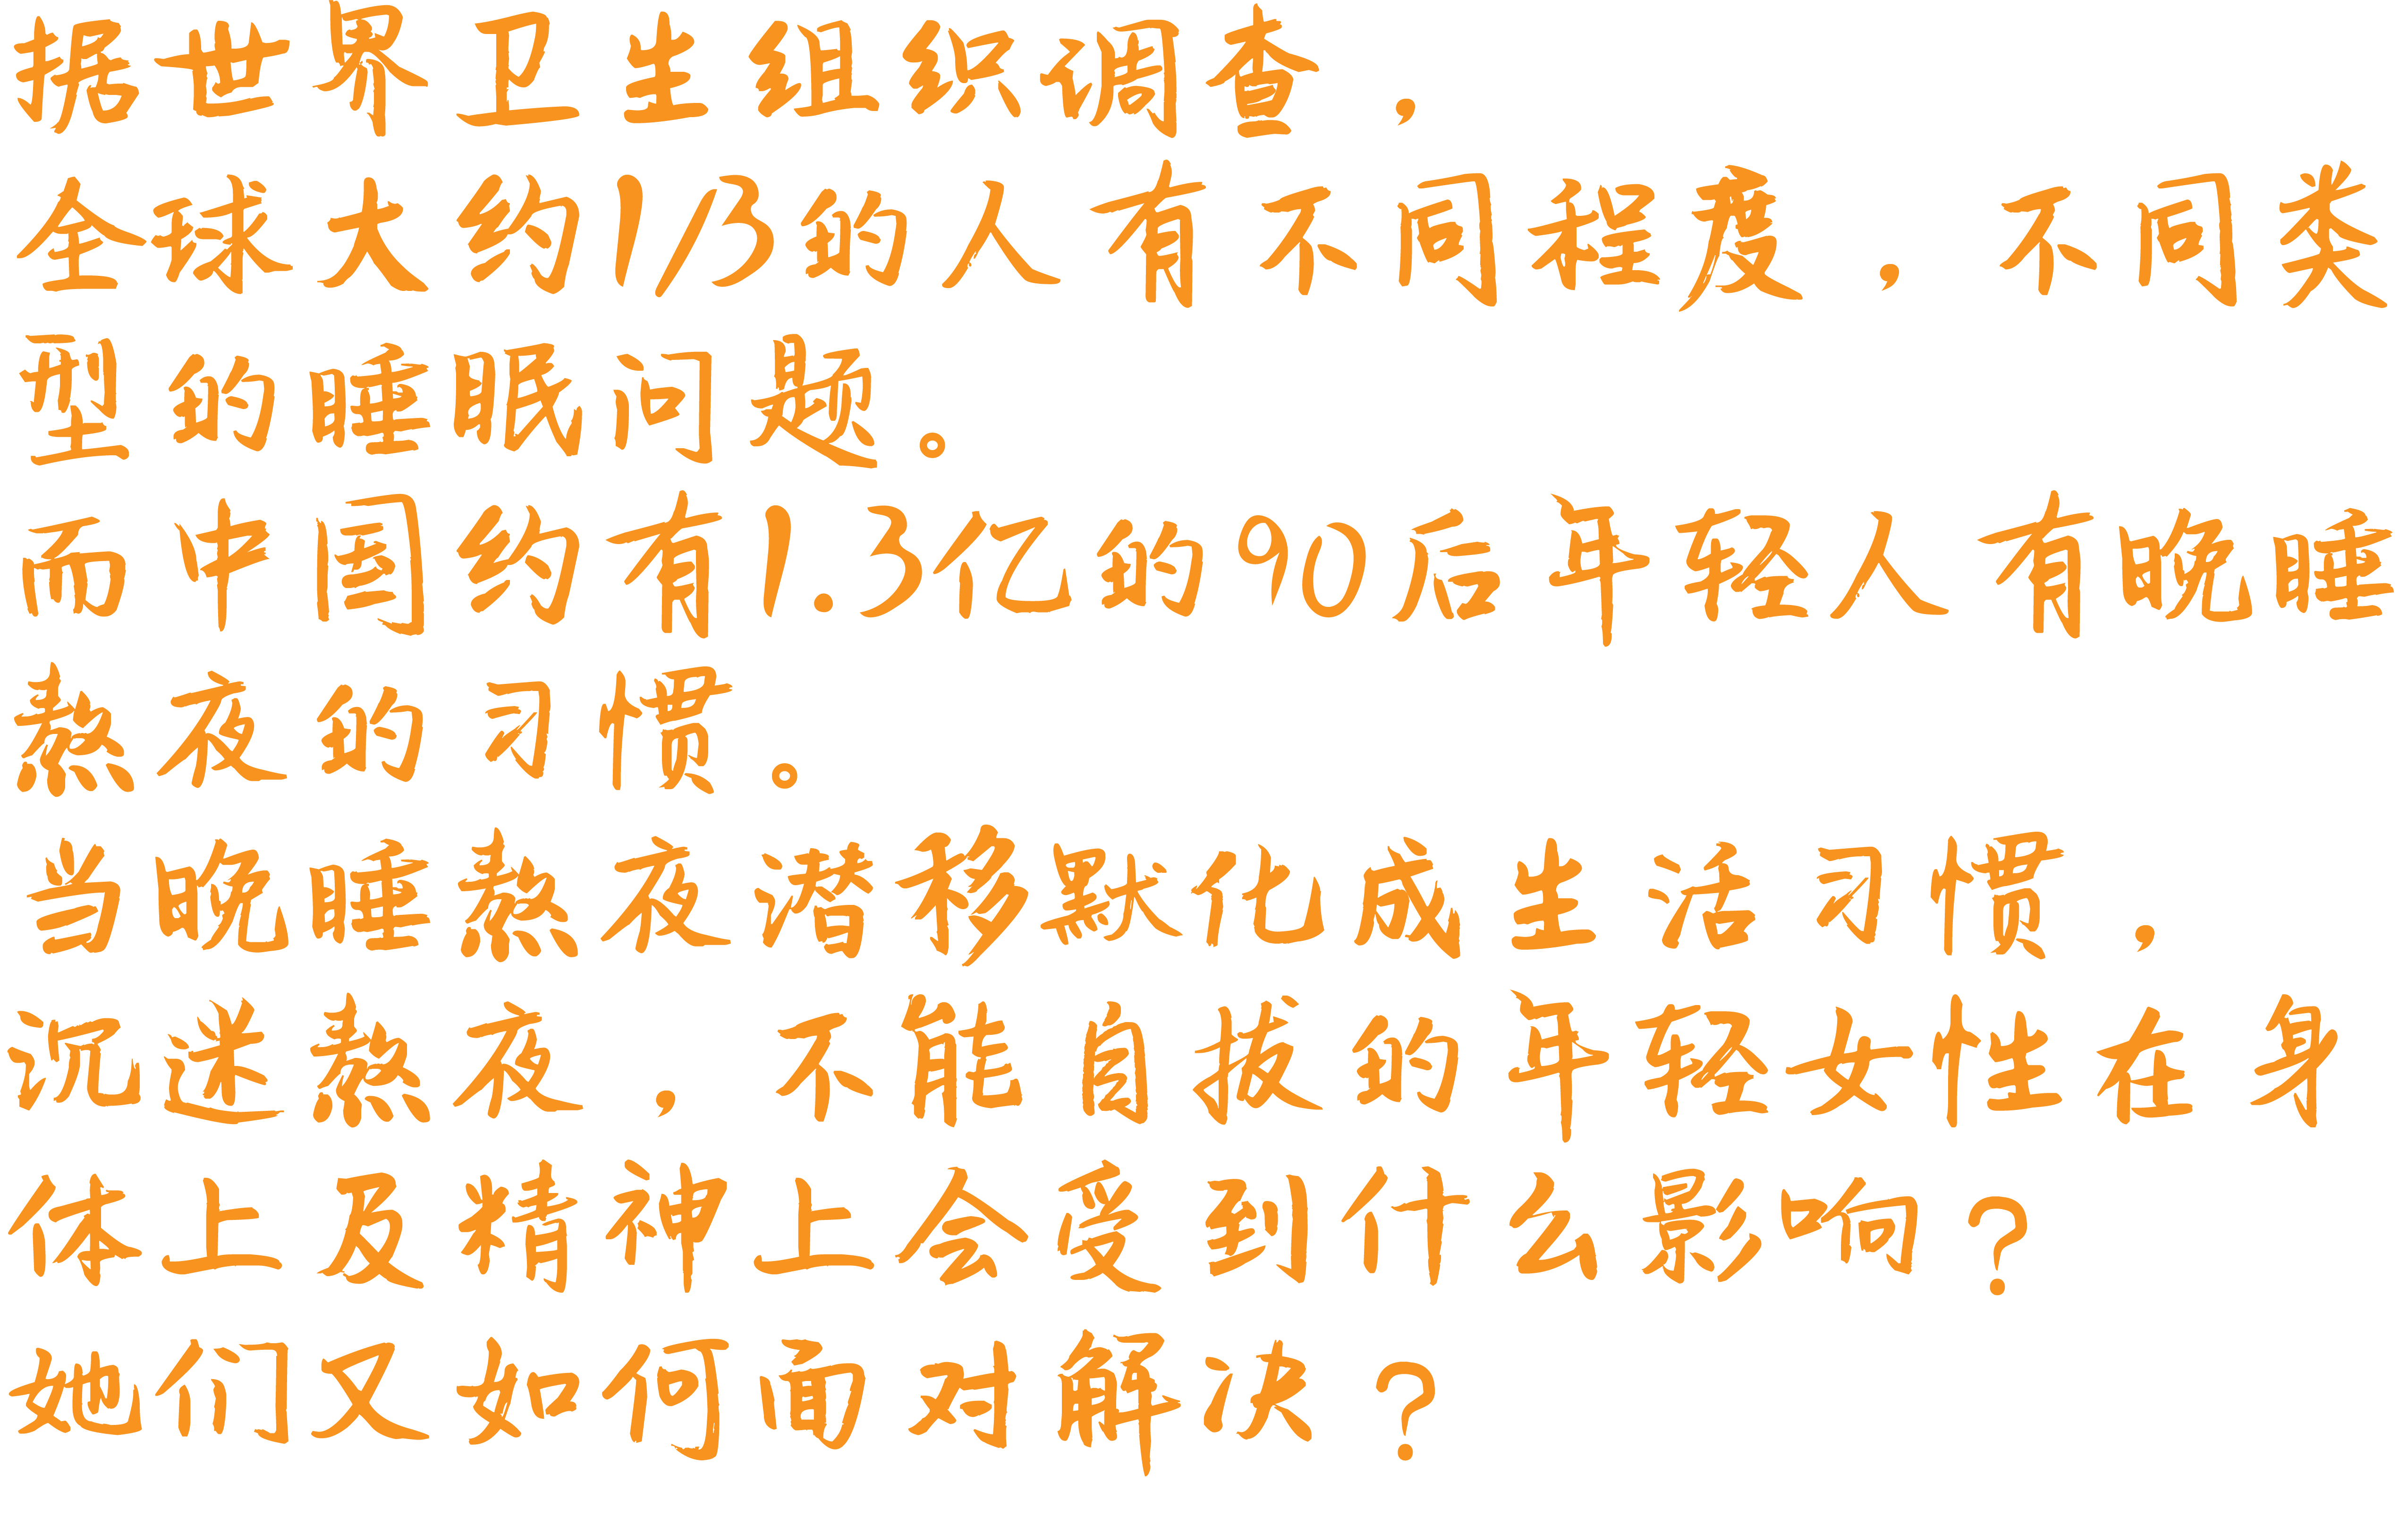 据世界卫生组织调查，
全球大约1/3的人有不同程度，不同类
型的睡眠问题。
而中国约有1.3亿的90后年轻人有晚睡
熬夜的习惯。
当晚睡熬夜潜移默化成生活习惯，
沉迷熬夜，不能自拔的年轻女性在身
体上及精神上会受到什么影响？
她们又如何面对解决？